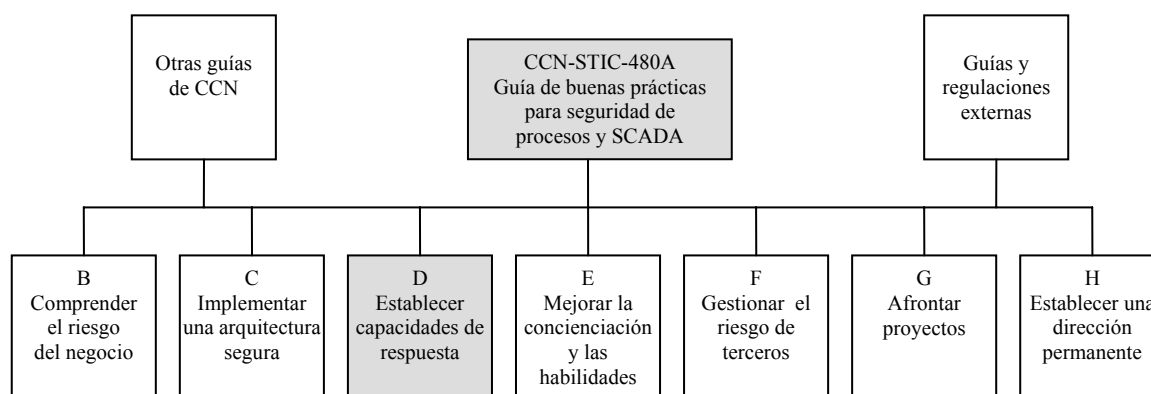 Otras guías
de CCN
CCN-STIC-480A
Guía de buenas prácticas
para seguridad de
procesos y SCADA
Guías y
regulaciones
externas
B
Comprender
el riesgo
del negocio
C
Implementar
una arquitectura
segura
D
Establecer
capacidades de
respuesta
E
Mejorar la
concienciación
y las
habilidades
F
Gestionar el
riesgo de
terceros
G
Afrontar
proyectos
H
Establecer una
dirección
permanente